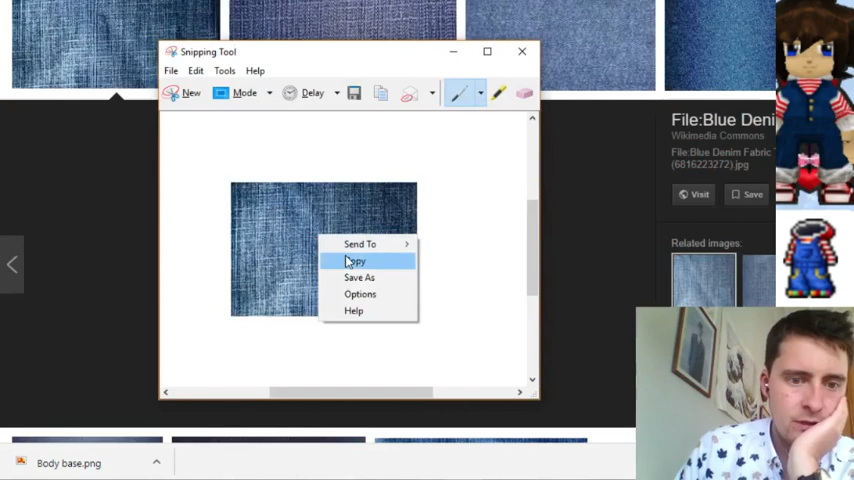 Snipping Tool
File Edit Tools Help
New Mode Delay
Send To
Copy
Save As
Options
Help
File:Blue Deni
Wikimedia Commons
File:Blue Denim Fabric T
(6816223272).jpg
Visit Save
Related images:
Body base.png